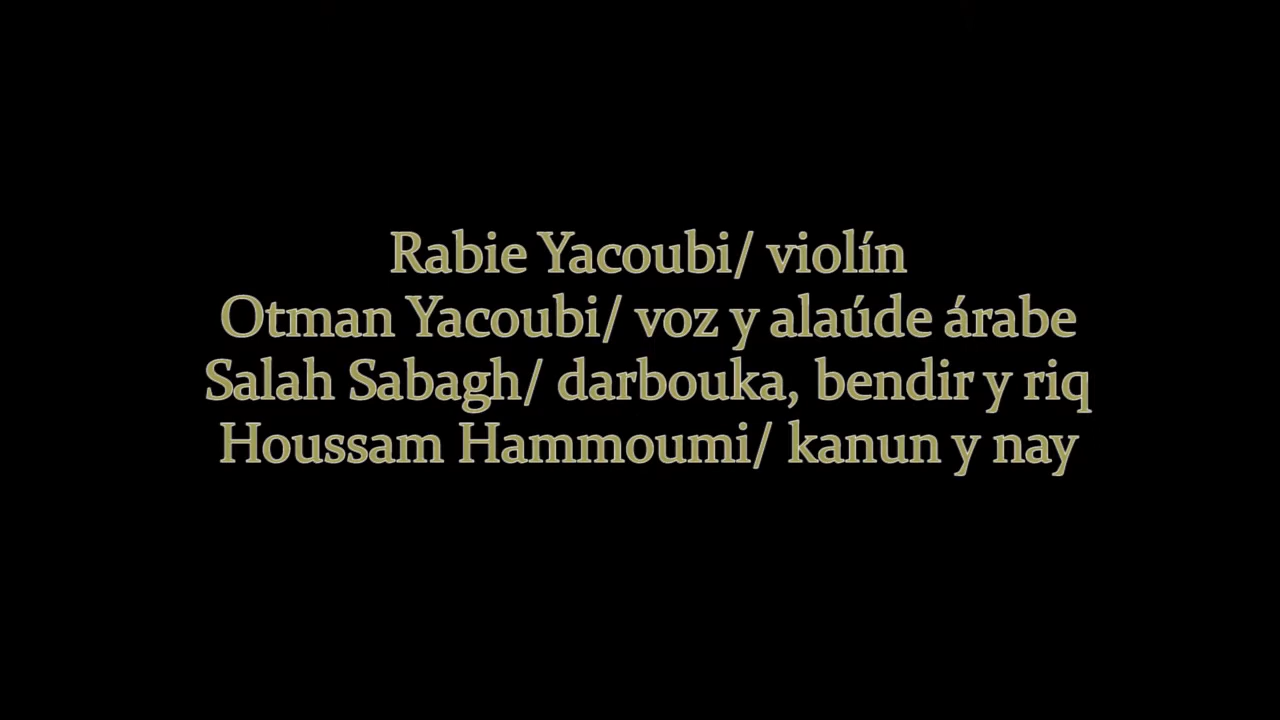 Rabie Yacoubi/ violín
Otman Yacoubi/ voz y alaúde árabe
Salah Sabagh/ darbouka, bendir y riq
Houssam Hammoumi/ kanun y nay